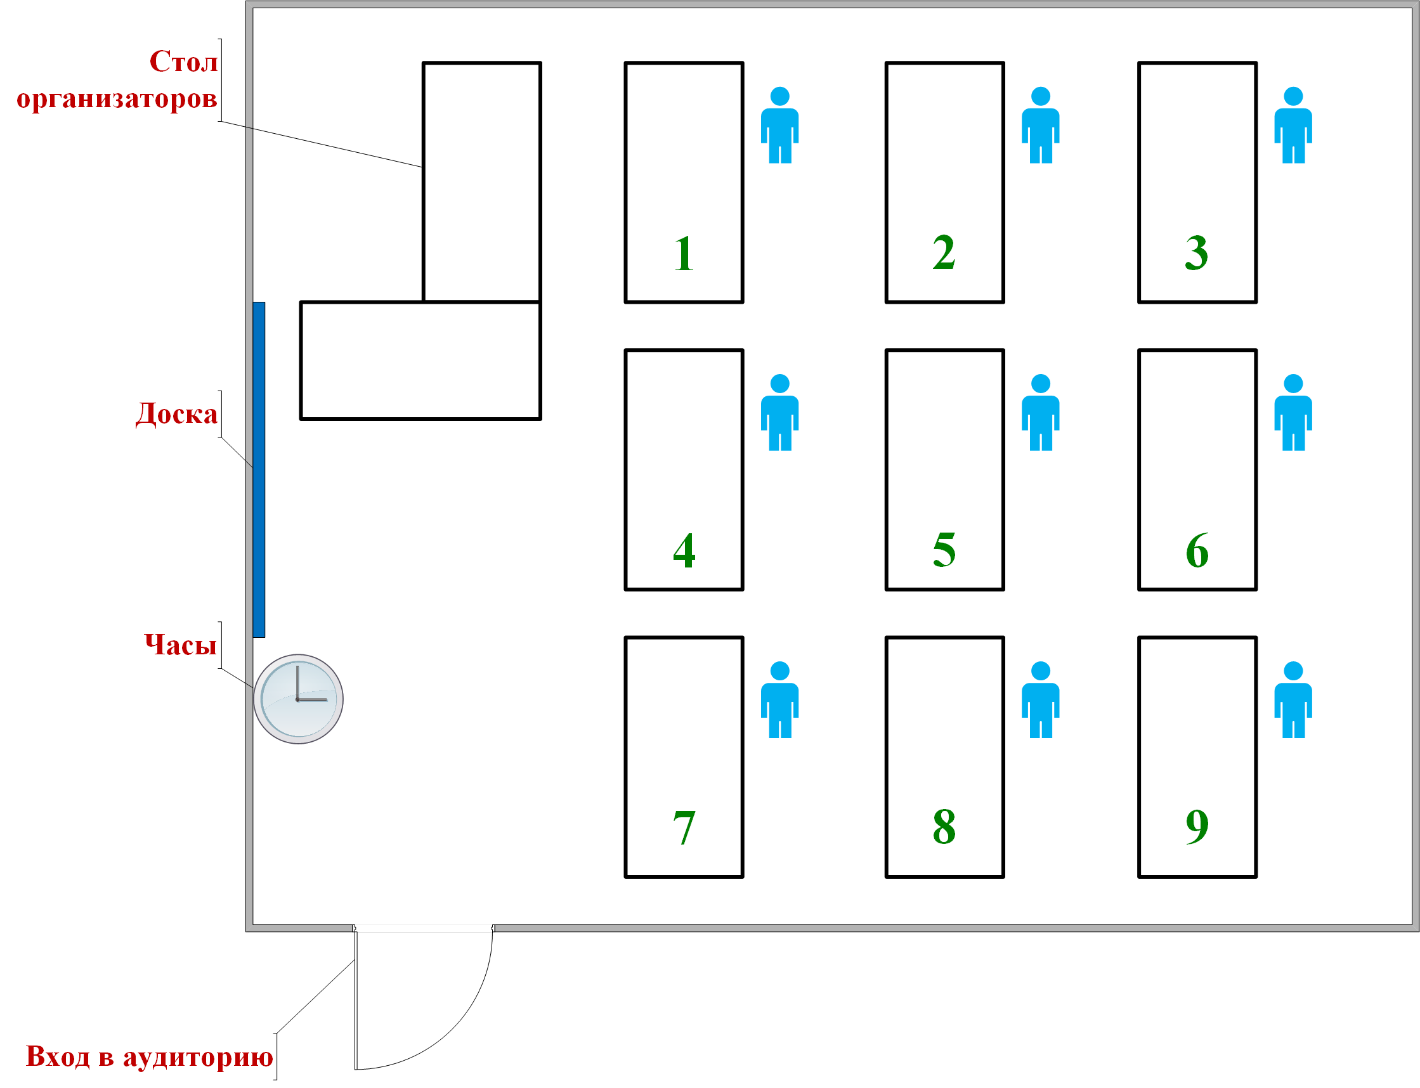 Стол
организаторов
1
2
3
Доска
4
5
6
Часы
7
8
9
Вход в аудиторию